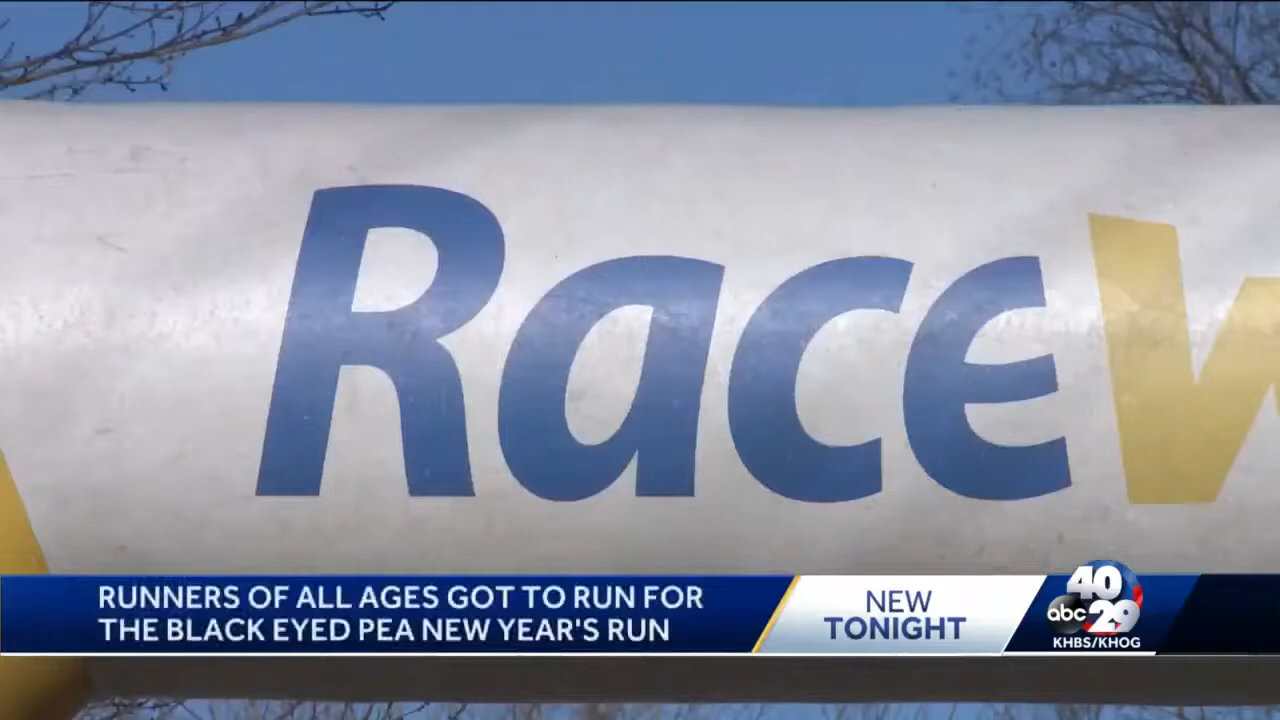 RaceW
RUNNERS OF ALL AGES GOT TO RUN FOR
THE BLACK EYED PEA NEW YEAR'S RUN
NEW
TONIGHT
40
abc 29
KHBS/KHOG